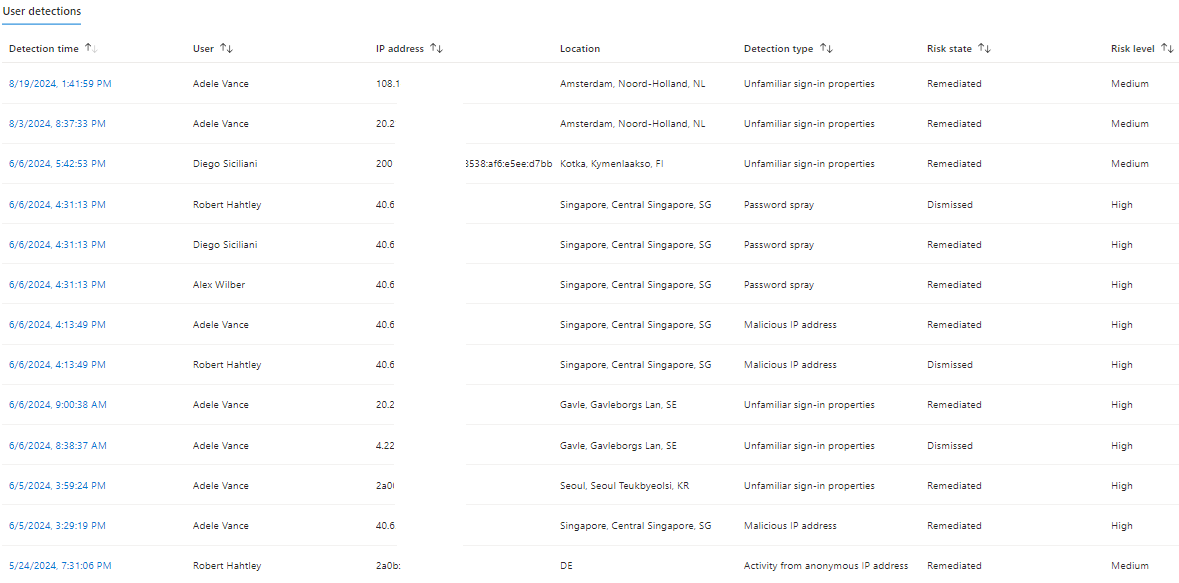 User detections
Detection time ↑↓ User ↑↓ IP address ↑↓ Location Detection type ↑↓ Risk state ↑↓ Risk level ↑↓
8/19/2024, 1:41:59 PM Adele Vance 108.1 Amsterdam, Noord-Holland, NL Unfamiliar sign-in properties Remediated Medium
8/3/2024, 8:37:33 PM Adele Vance 20.2 Amsterdam, Noord-Holland, NL Unfamiliar sign-in properties Remediated Medium
6/6/2024, 5:42:53 PM Diego Siciliani 200 3538:af6:e5ee:d7bb Kotka, Kymenlaakso, FI Unfamiliar sign-in properties Remediated Medium
6/6/2024, 4:31:13 PM Robert Hahtley 40.6 Singapore, Central Singapore, SG Password spray Dismissed High
6/6/2024, 4:31:13 PM Diego Siciliani 40.6 Singapore, Central Singapore, SG Password spray Remediated High
6/6/2024, 4:31:13 PM Alex Wilber 40.6 Singapore, Central Singapore, SG Password spray Remediated High
6/6/2024, 4:13:49 PM Adele Vance 40.6 Singapore, Central Singapore, SG Malicious IP address Remediated High
6/6/2024, 4:13:49 PM Robert Hahtley 40.6 Singapore, Central Singapore, SG Malicious IP address Dismissed High
6/6/2024, 9:00:38 AM Adele Vance 20.2 Gavle, Gavleborgs Lan, SE Unfamiliar sign-in properties Remediated High
6/6/2024, 8:38:37 AM Adele Vance 4.22 Gavle, Gavleborgs Lan, SE Unfamiliar sign-in properties Dismissed High
6/5/2024, 3:59:24 PM Adele Vance 2a0 Seoul, Seoul Teukbyeolsi, KR Unfamiliar sign-in properties Remediated High
6/5/2024, 3:29:19 PM Adele Vance 40.6 Singapore, Central Singapore, SG Malicious IP address Remediated High
5/24/2024, 7:31:06 PM Robert Hahtley 2a0b: DE Activity from anonymous IP address Remediated Medium